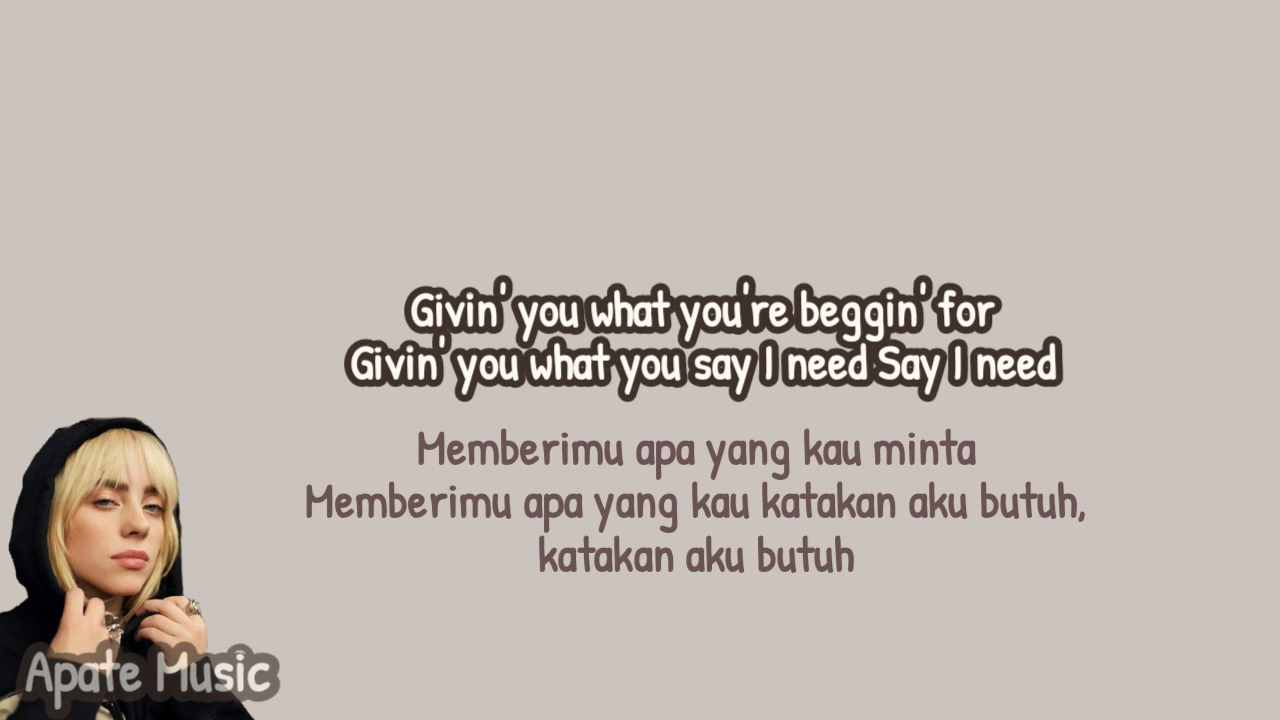 Givin' you what you're beggin' for
Givin' you what you say I need Say I need
Memberimu apa yang kau minta
Memberimu apa yang kau katakan aku butuh,
katakan aku butuh
Apate Music